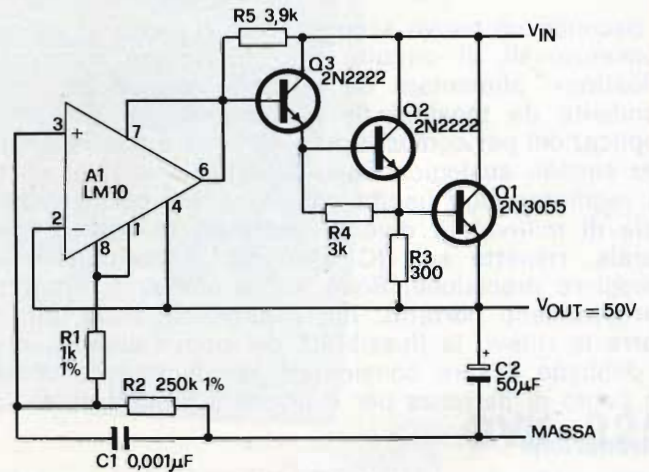 R5 3,9k
VIN
Q3
2N2222
Q2
2N2222
Q1
2N3055
3
+
7
A1
LM10
6
2
−
4
1
8
R4
3k
R3
300
VOUT = 50V
R1
1k
1%
R2 250k 1%
+
C2
50µF
C1 0,001µF
MASSA